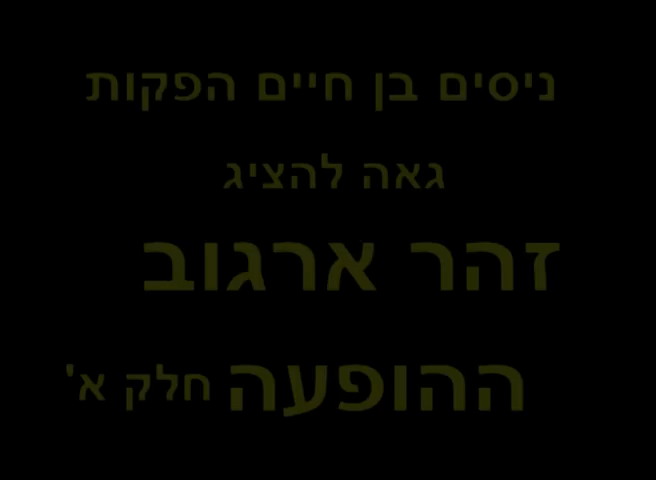 ניסים בן חיים הפקות
גאה להציג
זהר ארגוב
ההופעה חלק א'